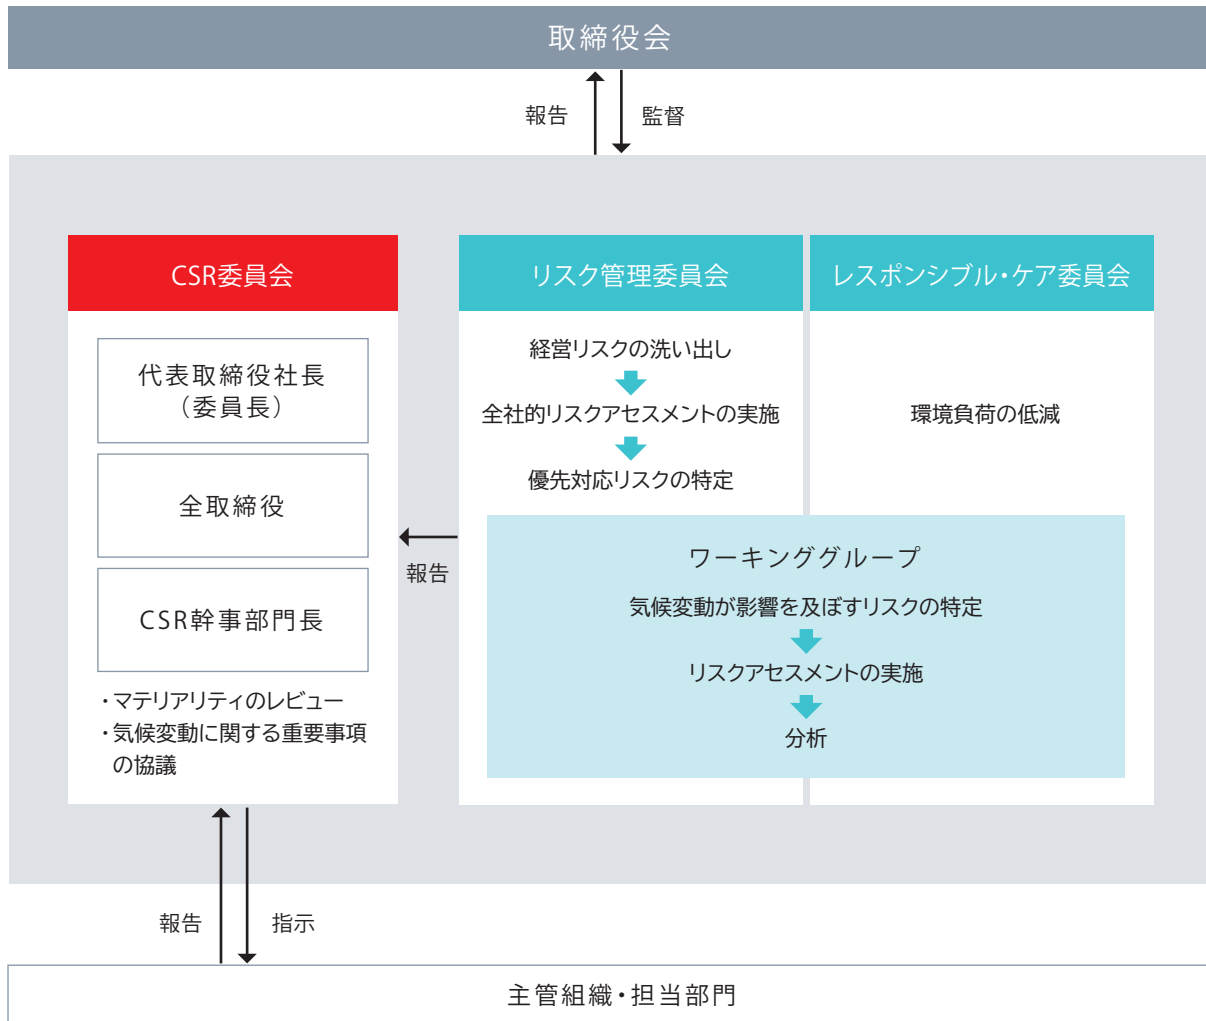 取締役会
報告
監督
CSR委員会
代表取締役社長
（委員長）
全取締役
CSR幹事部門長
・マテリアリティのレビュー
・気候変動に関する重要事項
の協議
報告
リスク管理委員会
経営リスクの洗い出し
全社的リスクアセスメントの実施
優先対応リスクの特定
レスポンシブル・ケア委員会
環境負荷の低減
ワーキンググループ
気候変動が影響を及ぼすリスクの特定
リスクアセスメントの実施
分析
報告
指示
主管組織・担当部門